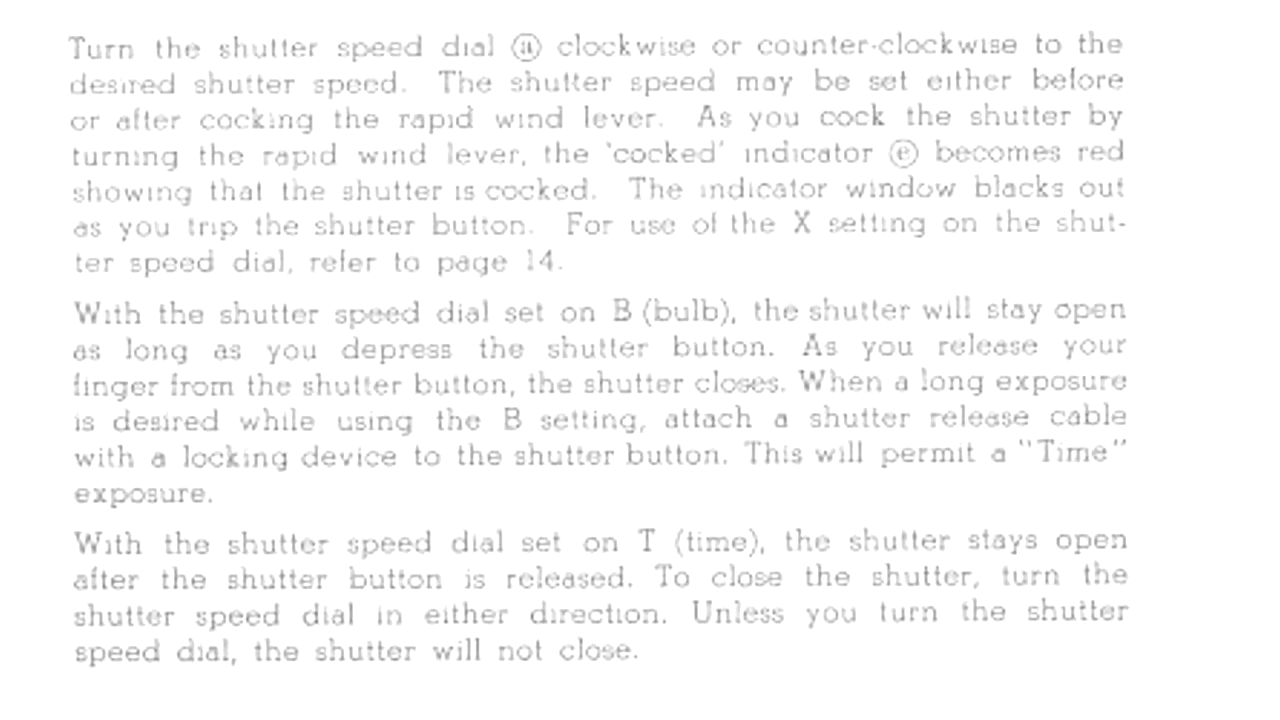 Turn the shutter speed dial ⓐ clockwise or counter-clockwise to the
desired shutter speed. The shutter speed may be set either before
or after cocking the rapid wind lever. As you cock the shutter by
turning the rapid wind lever, the 'cocked' indicator ⓔ becomes red
showing that the shutter is cocked. The indicator window blacks out
as you trip the shutter button. For use of the X setting on the shut-
ter speed dial, refer to page 14.
With the shutter speed dial set on B (bulb), the shutter will stay open
as long as you depress the shutter button. As you release your
finger from the shutter button, the shutter closes. When a long exposure
is desired while using the B setting, attach a shutter release cable
with a locking device to the shutter button. This will permit a "Time"
exposure.
With the shutter speed dial set on T (time), the shutter stays open
after the shutter button is released. To close the shutter, turn the
shutter speed dial in either direction. Unless you turn the shutter
speed dial, the shutter will not close.